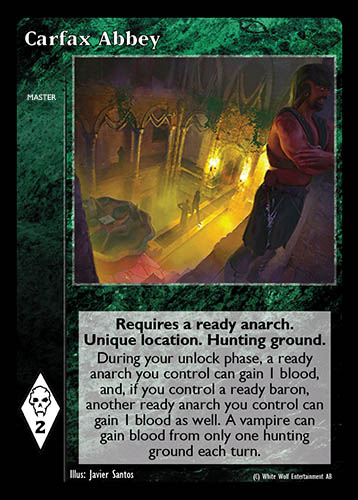 Carfax Abbey
MASTER
Requires a ready anarch.
Unique location. Hunting ground.
During your unlock phase, a ready
anarch you control can gain 1 blood,
and, if you control a ready baron,
another ready anarch you control can
gain 1 blood as well. A vampire can
gain blood from only one hunting
ground each turn.
2
Illus: Javier Santos
(C) White Wolf Entertainment AB